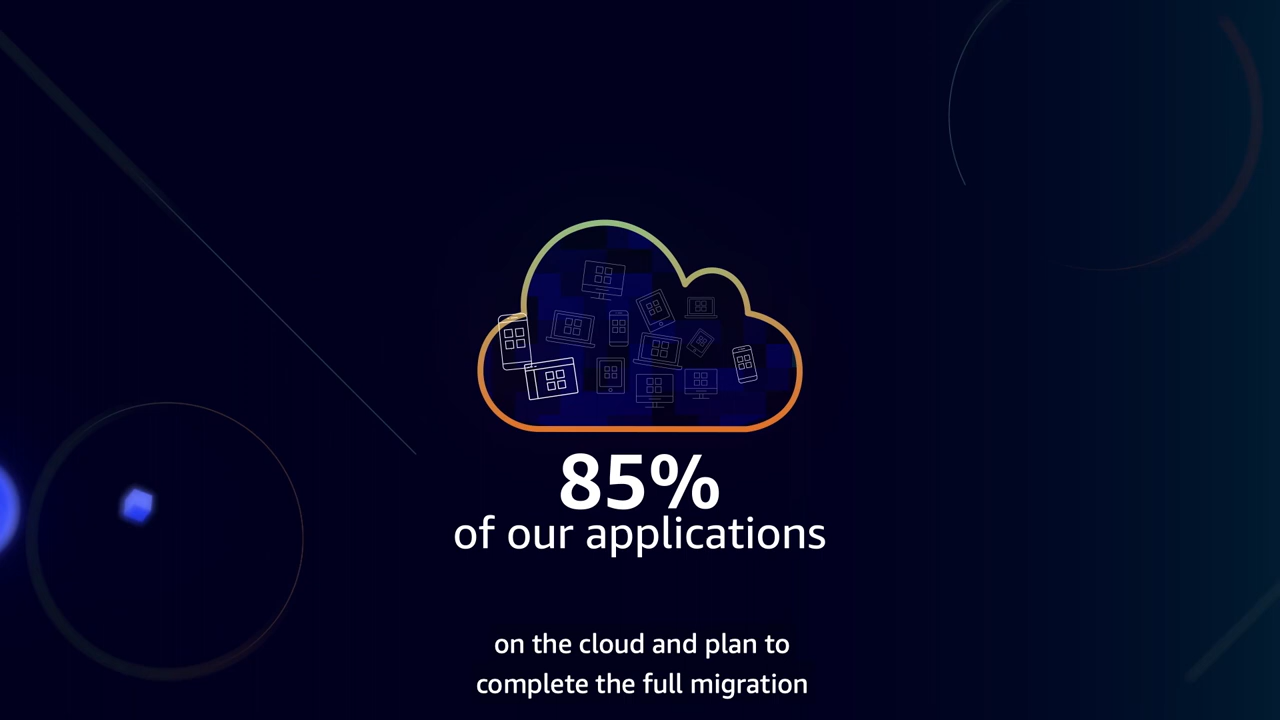 85%
of our applications
on the cloud and plan to
complete the full migration